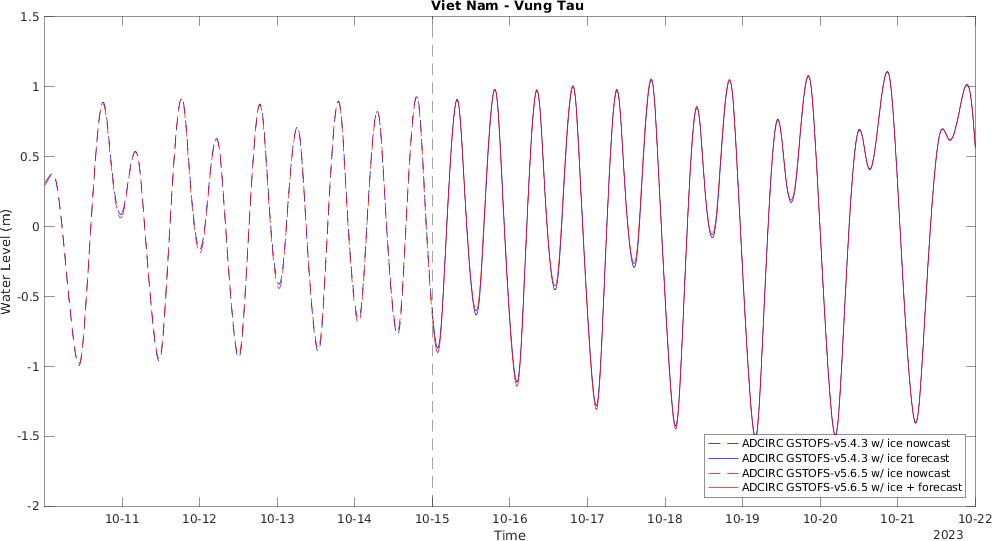 Viet Nam - Vung Tau
1.5
1
0.5
0
-0.5
-1
-1.5
-2
Water Level (m)
ADCIRC GSTOFS-v5.4.3 w/ ice nowcast
ADCIRC GSTOFS-v5.4.3 w/ ice forecast
ADCIRC GSTOFS-v5.6.5 w/ ice nowcast
ADCIRC GSTOFS-v5.6.5 w/ ice + forecast
10-11 10-12 10-13 10-14 10-15 10-16 10-17 10-18 10-19 10-20 10-21 10-22
Time
2023